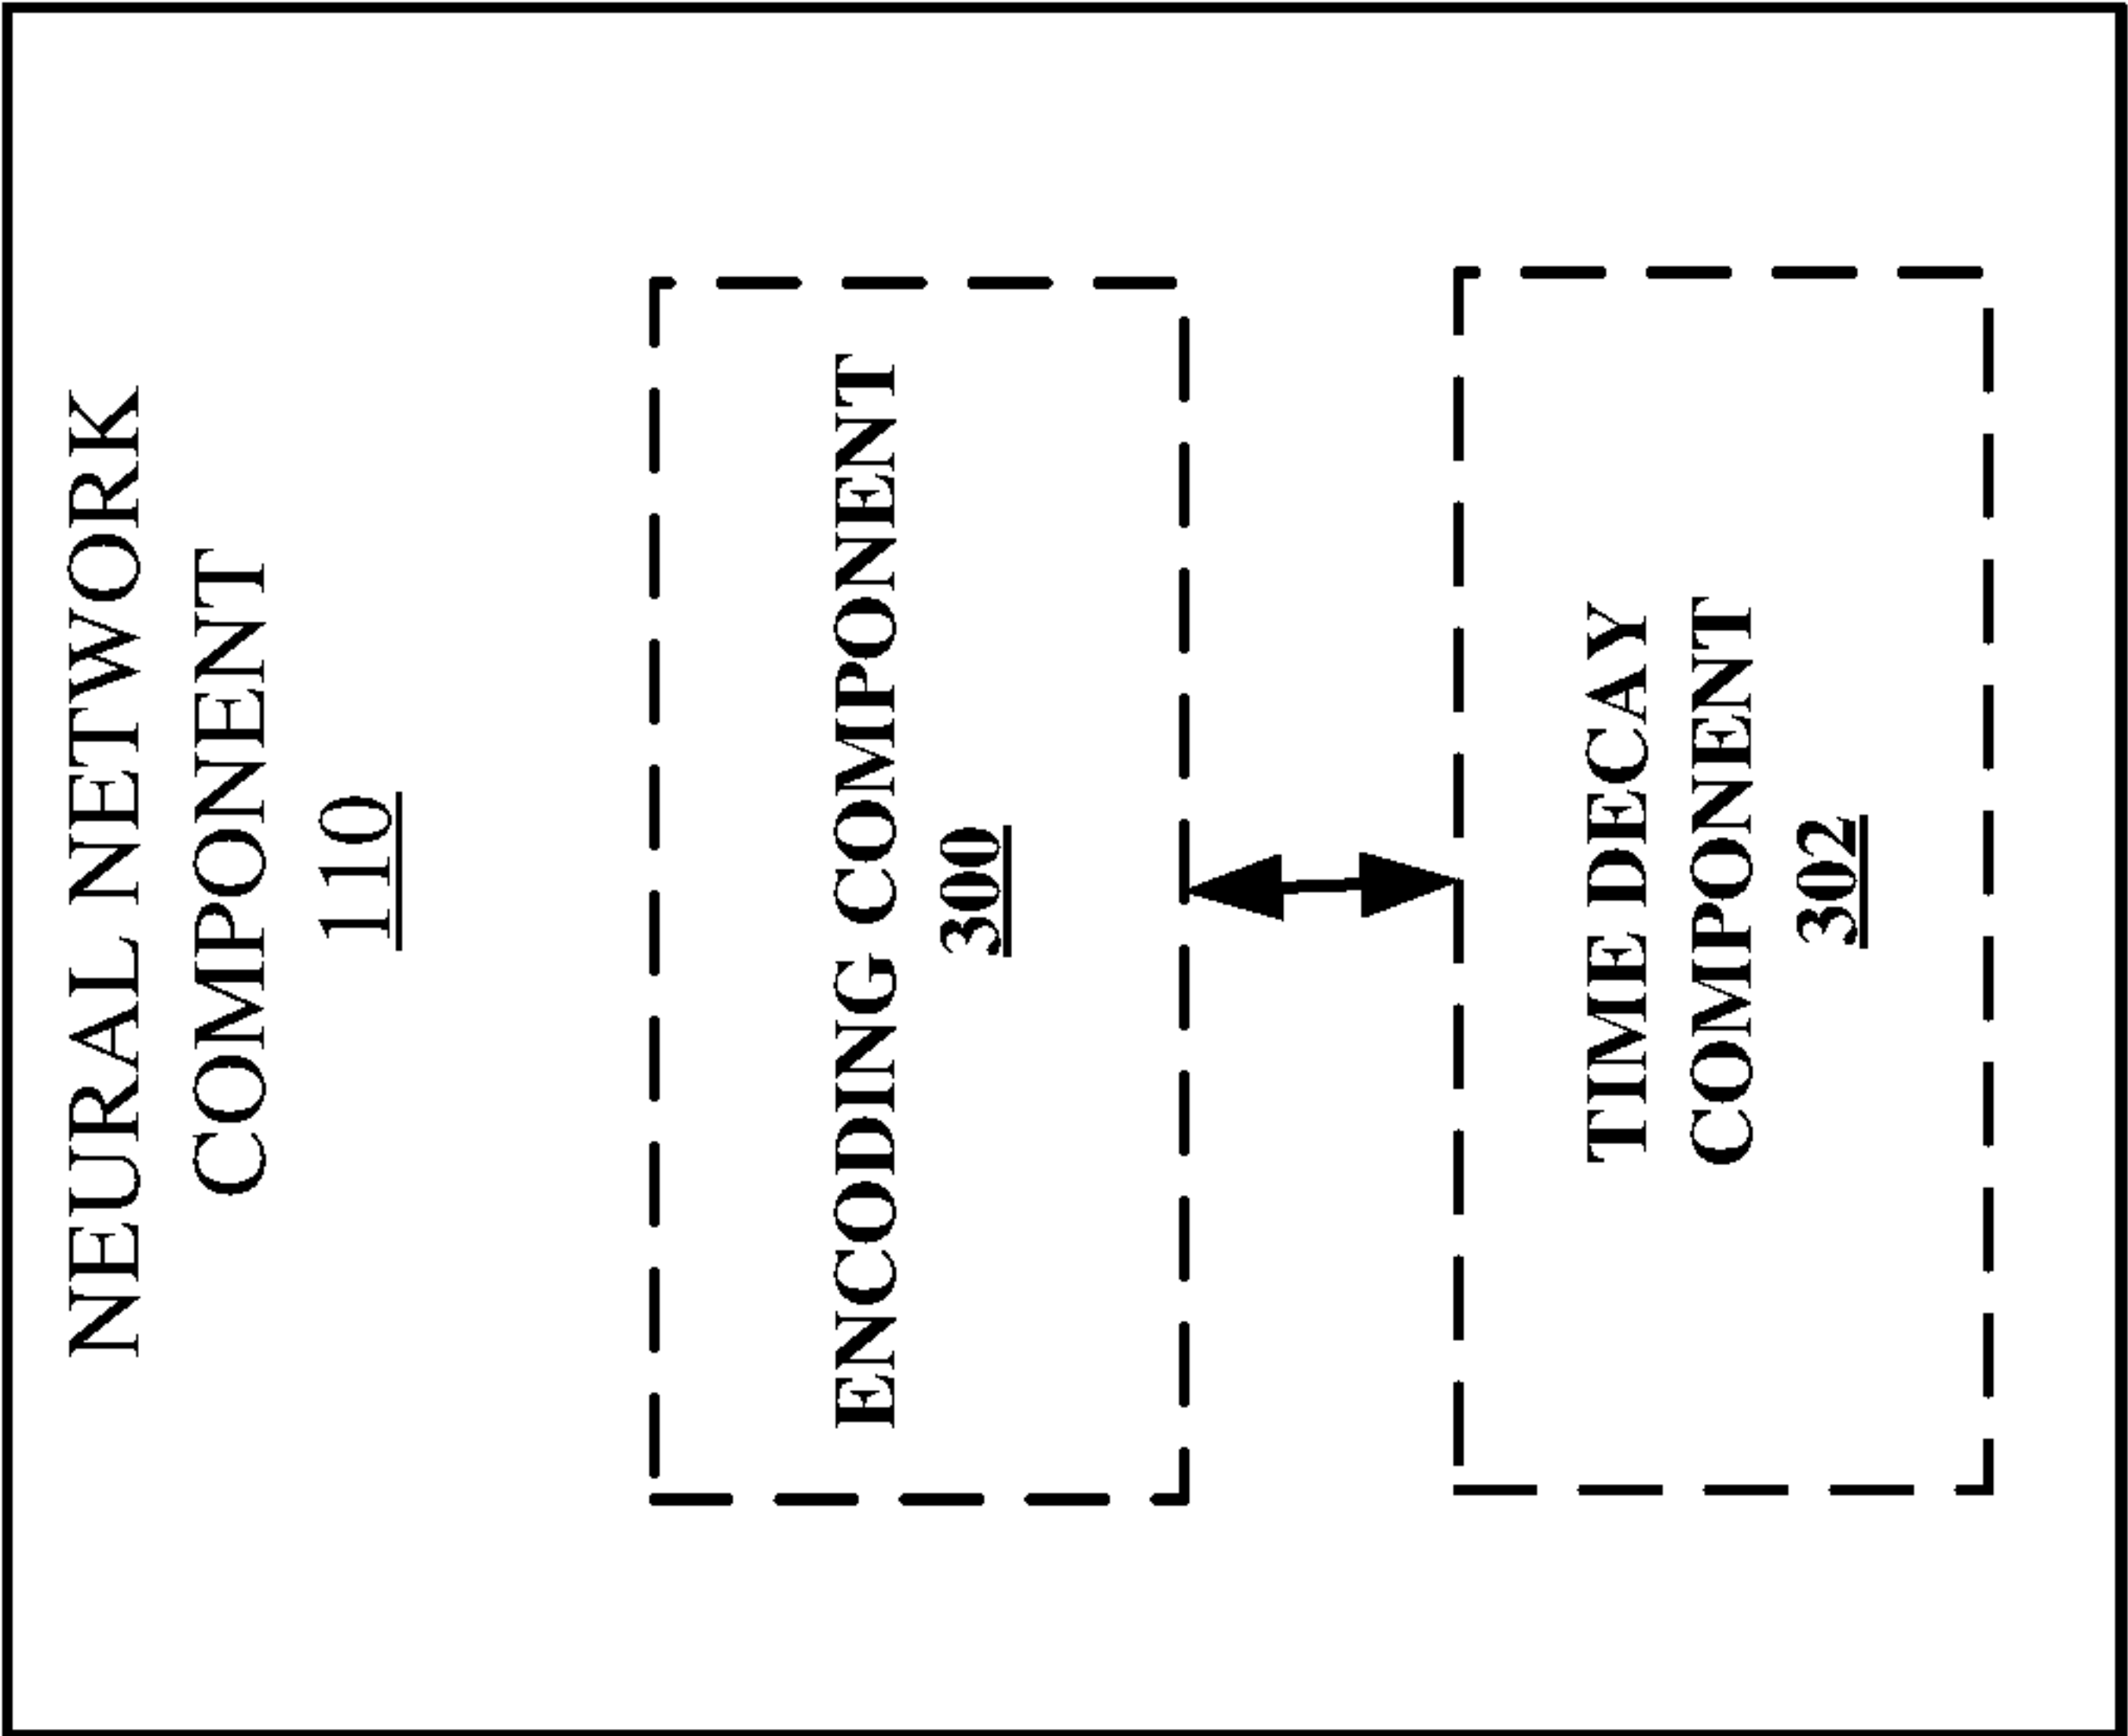 NEURAL NETWORK
COMPONENT
110
ENCODING COMPONENT
300
TIME DECAY
COMPONENT
302